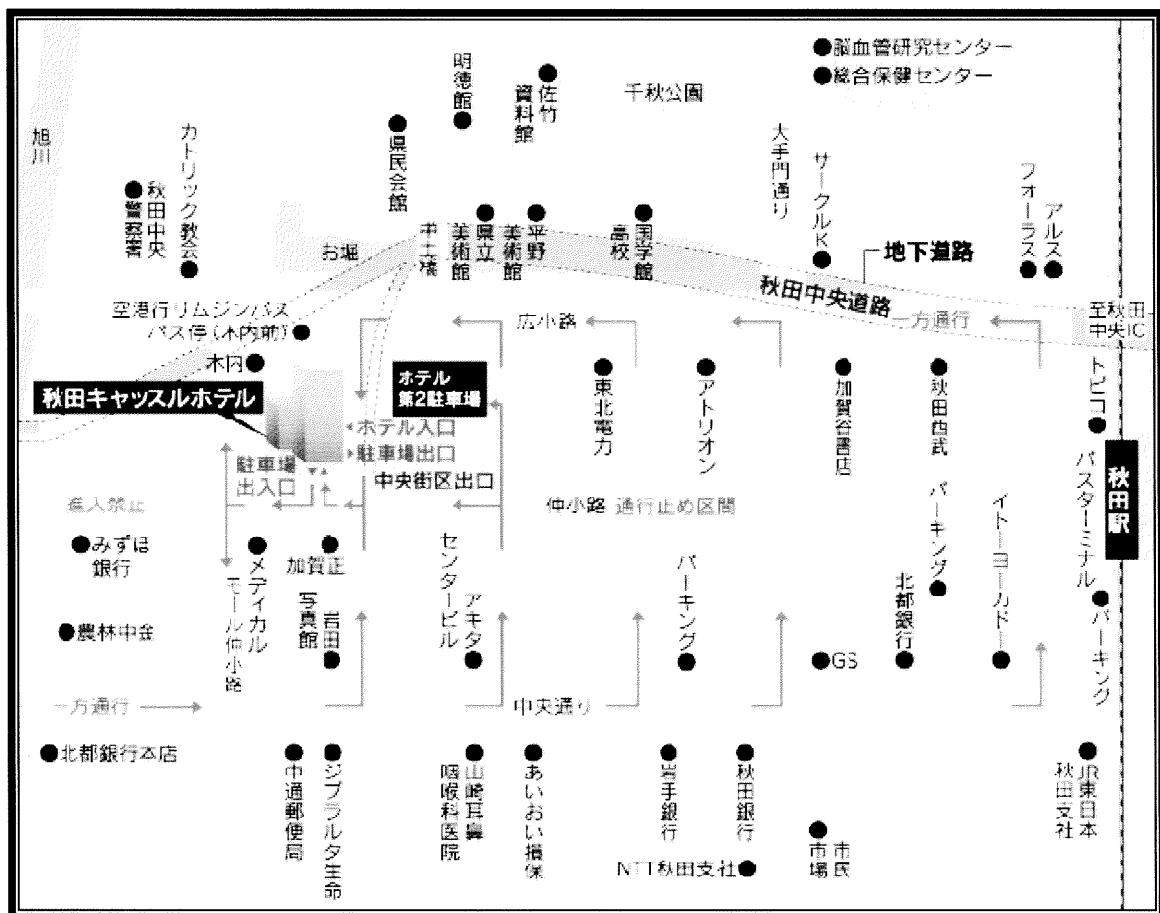 脳血管研究センター
総合保健センター
千秋公園
佐竹
資料館
明徳館
県民会館
旭川
カトリック教会
秋田中央
警察署
お堀
中土橋
県立
美術館
平野
美術館
国学館
高校
大手門通り
サークルK
地下道路
フォーラス
アルス
秋田中央道路
至秋田
中央IC
空港行リムジンバス
バス停(木内前)
木内
広小路
一方通行
秋田キャッスルホテル
ホテル
第2駐車場
ホテル入口
駐車場出口
中央街区出口
駐車場
出入口
東北電力
アトリオン
加賀谷書店
秋田西武
トピコ
バスターミナル
秋田駅
仲小路 通行止め区間
進入禁止
みずほ
銀行
農林中金
メディカル
モール仲小路
加賀正
岩田
写真館
アキタ
センタービル
パーキング
GS
北都銀行
パーキング
イトーヨーカドー
パーキング
一方通行
中央通り
北都銀行本店
中通郵便局
ジブラルタ生命
山崎耳鼻
咽喉科医院
あいおい損保
岩手銀行
秋田銀行
NTT秋田支社
市民
市場
JR東日本
秋田支社